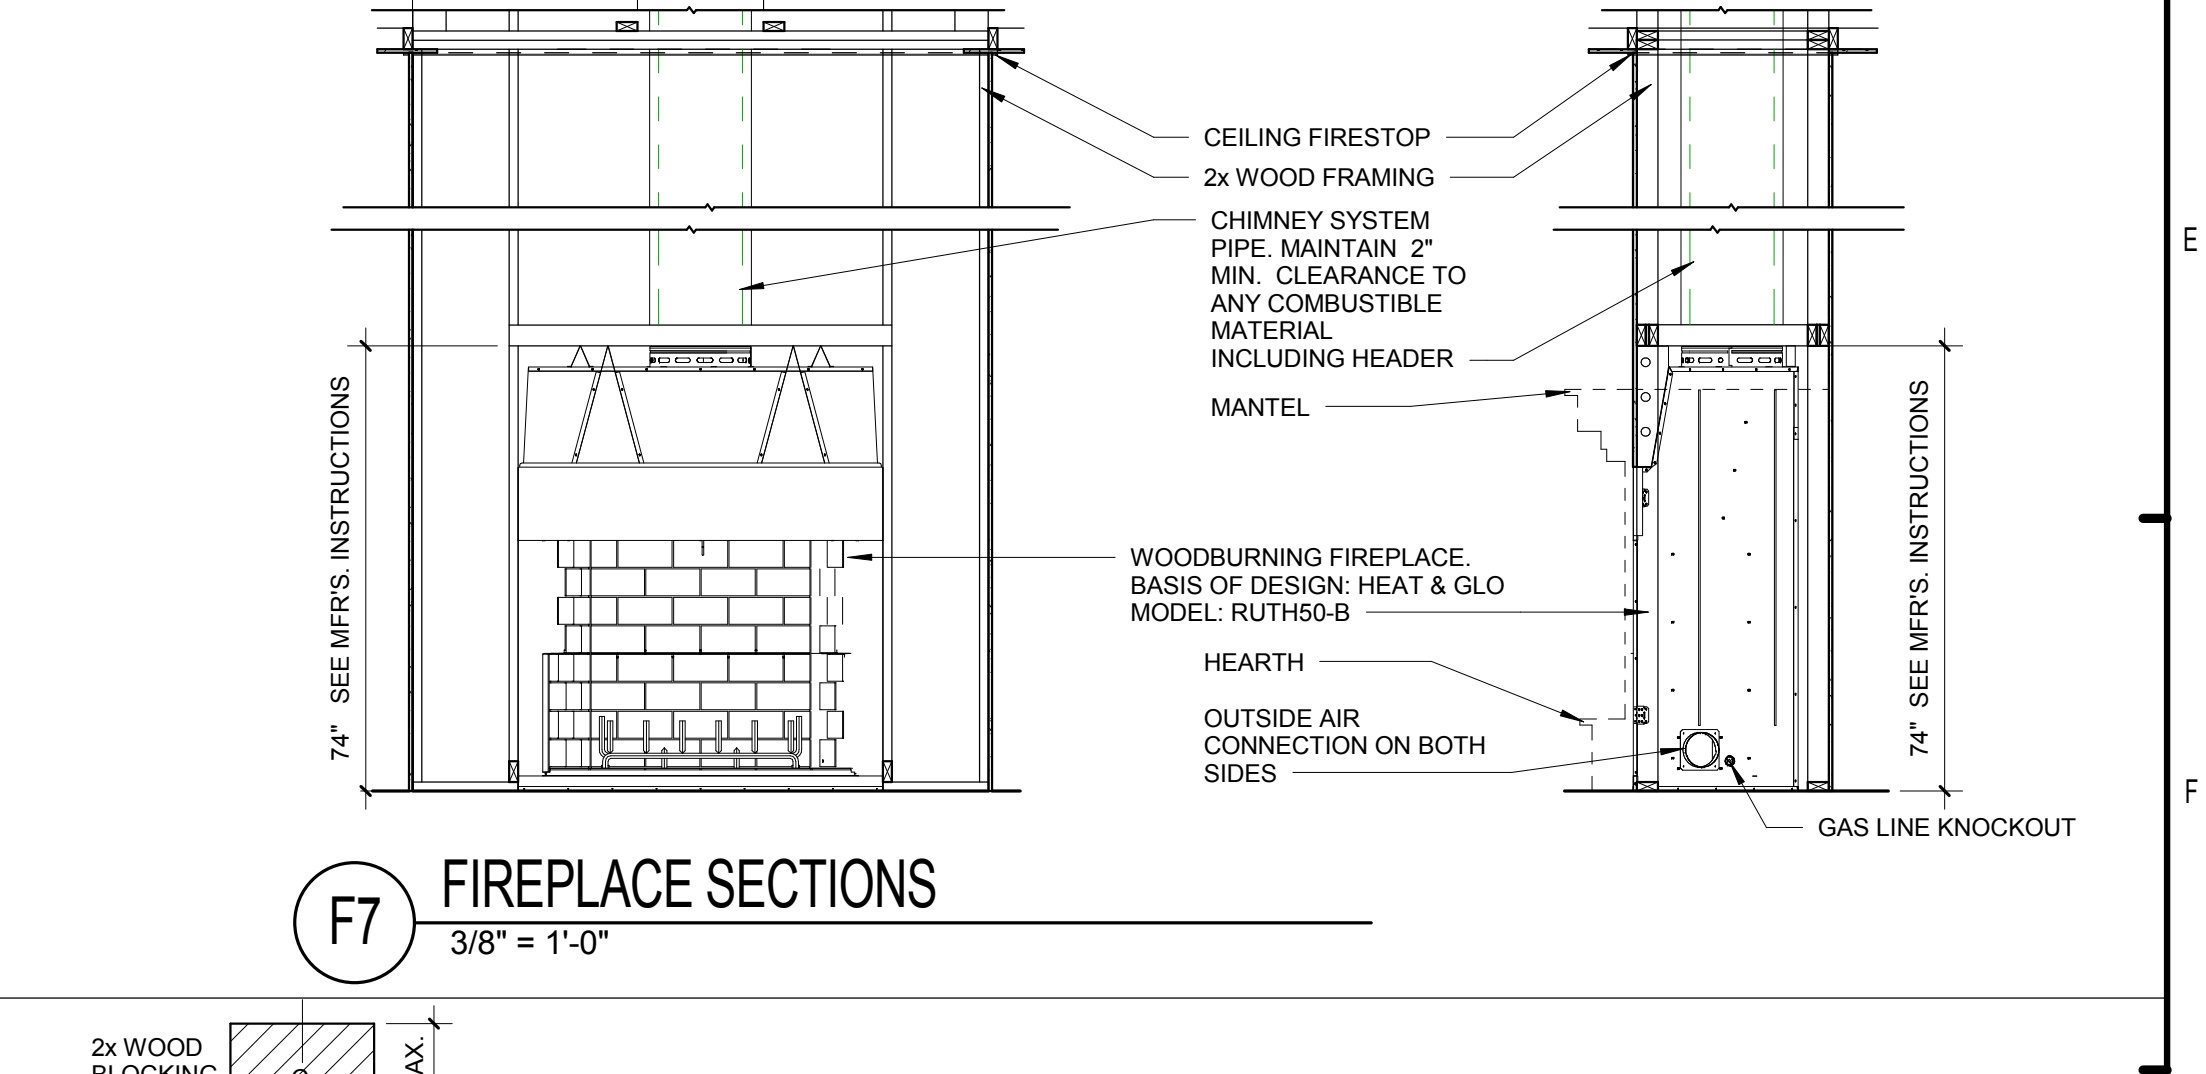 CEILING FIRESTOP
2x WOOD FRAMING
CHIMNEY SYSTEM
PIPE. MAINTAIN 2"
MIN. CLEARANCE TO
ANY COMBUSTIBLE
MATERIAL
INCLUDING HEADER
MANTEL
WOODBURNING FIREPLACE.
BASIS OF DESIGN: HEAT & GLO
MODEL: RUTH50-B
HEARTH
OUTSIDE AIR
CONNECTION ON BOTH
SIDES
GAS LINE KNOCKOUT
74" SEE MFR'S. INSTRUCTIONS
74" SEE MFR'S. INSTRUCTIONS
E
F
F7
FIREPLACE SECTIONS
3/8" = 1'-0"
2x WOOD
BLOCKING